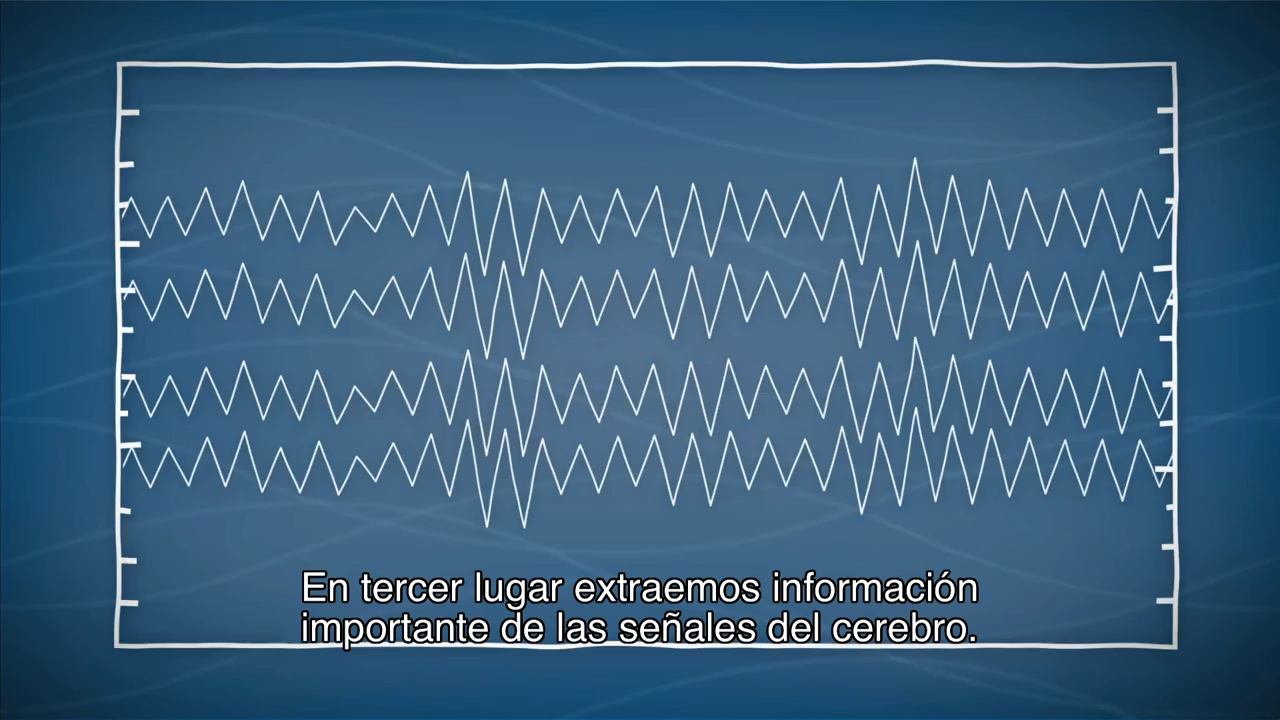 En tercer lugar extraemos información
importante de las señales del cerebro.